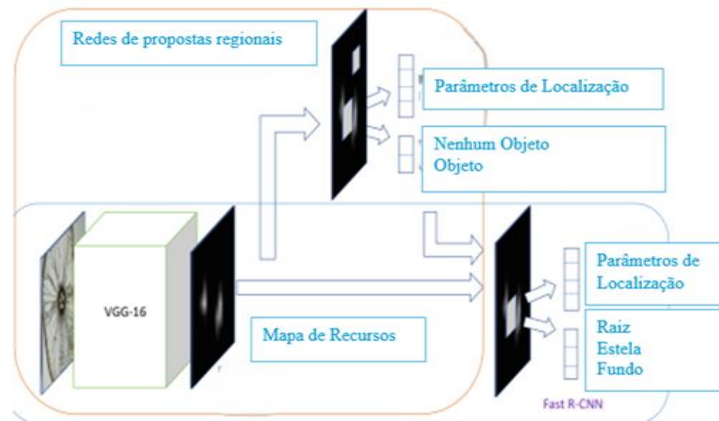 Redes de propostas regionais
Parâmetros de Localização
Nenhum Objeto
Objeto
VGG-16
Mapa de Recursos
Parâmetros de
Localização
Raiz
Estela
Fundo
Fast R-CNN